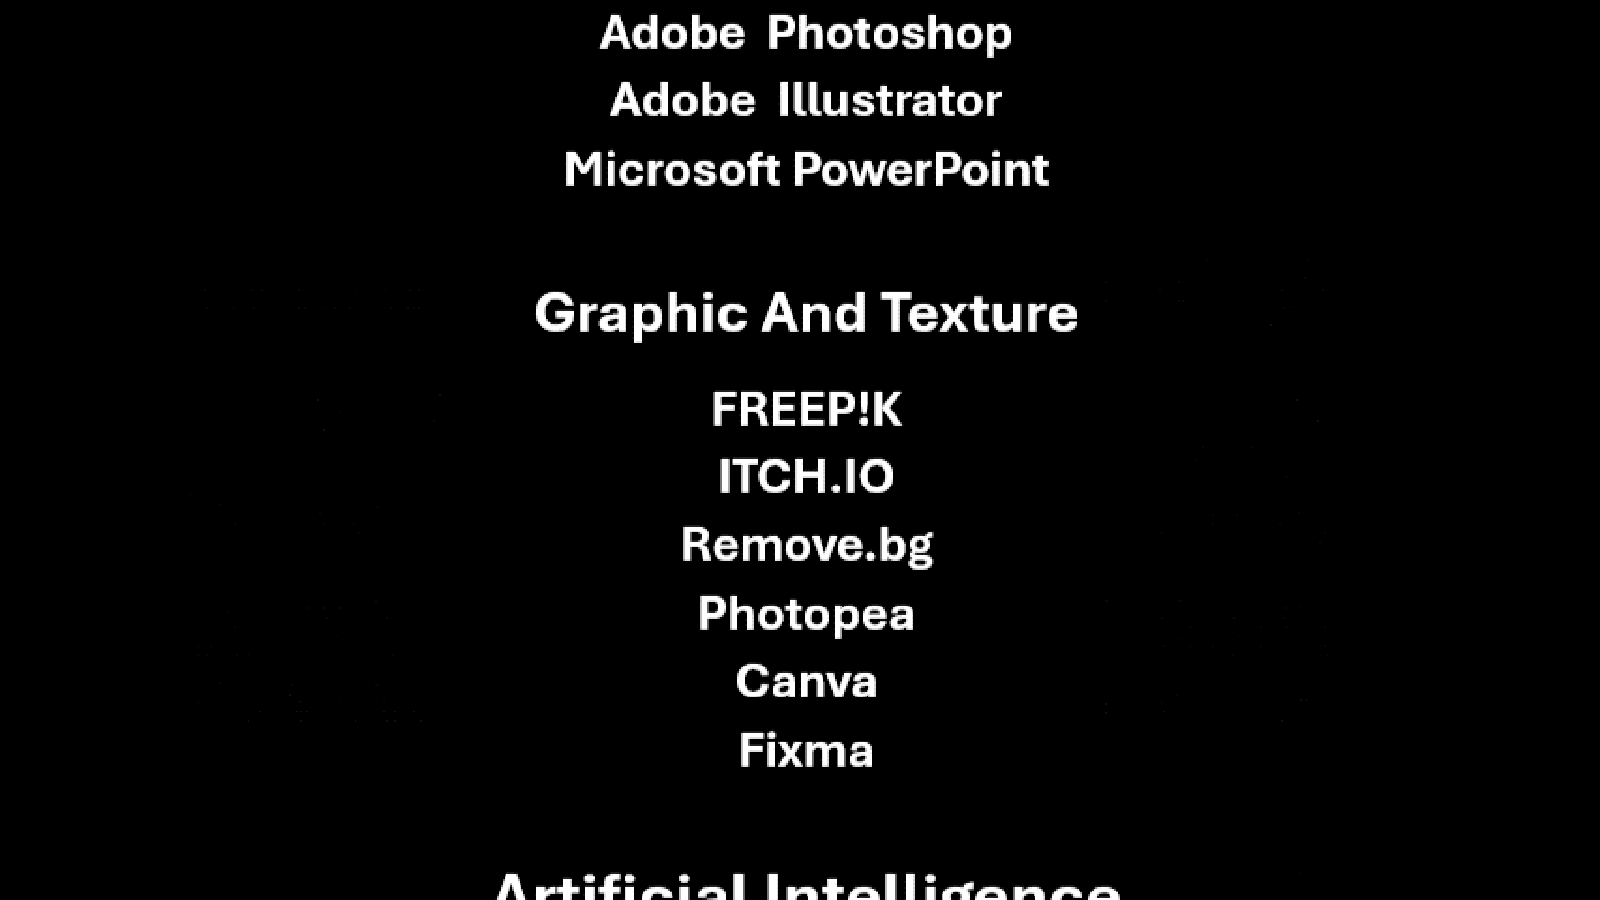 Adobe Photoshop
Adobe Illustrator
Microsoft PowerPoint
Graphic And Texture
FREEP!K
ITCH.IO
Remove.bg
Photopea
Canva
Fixma
Artificial Intelligence